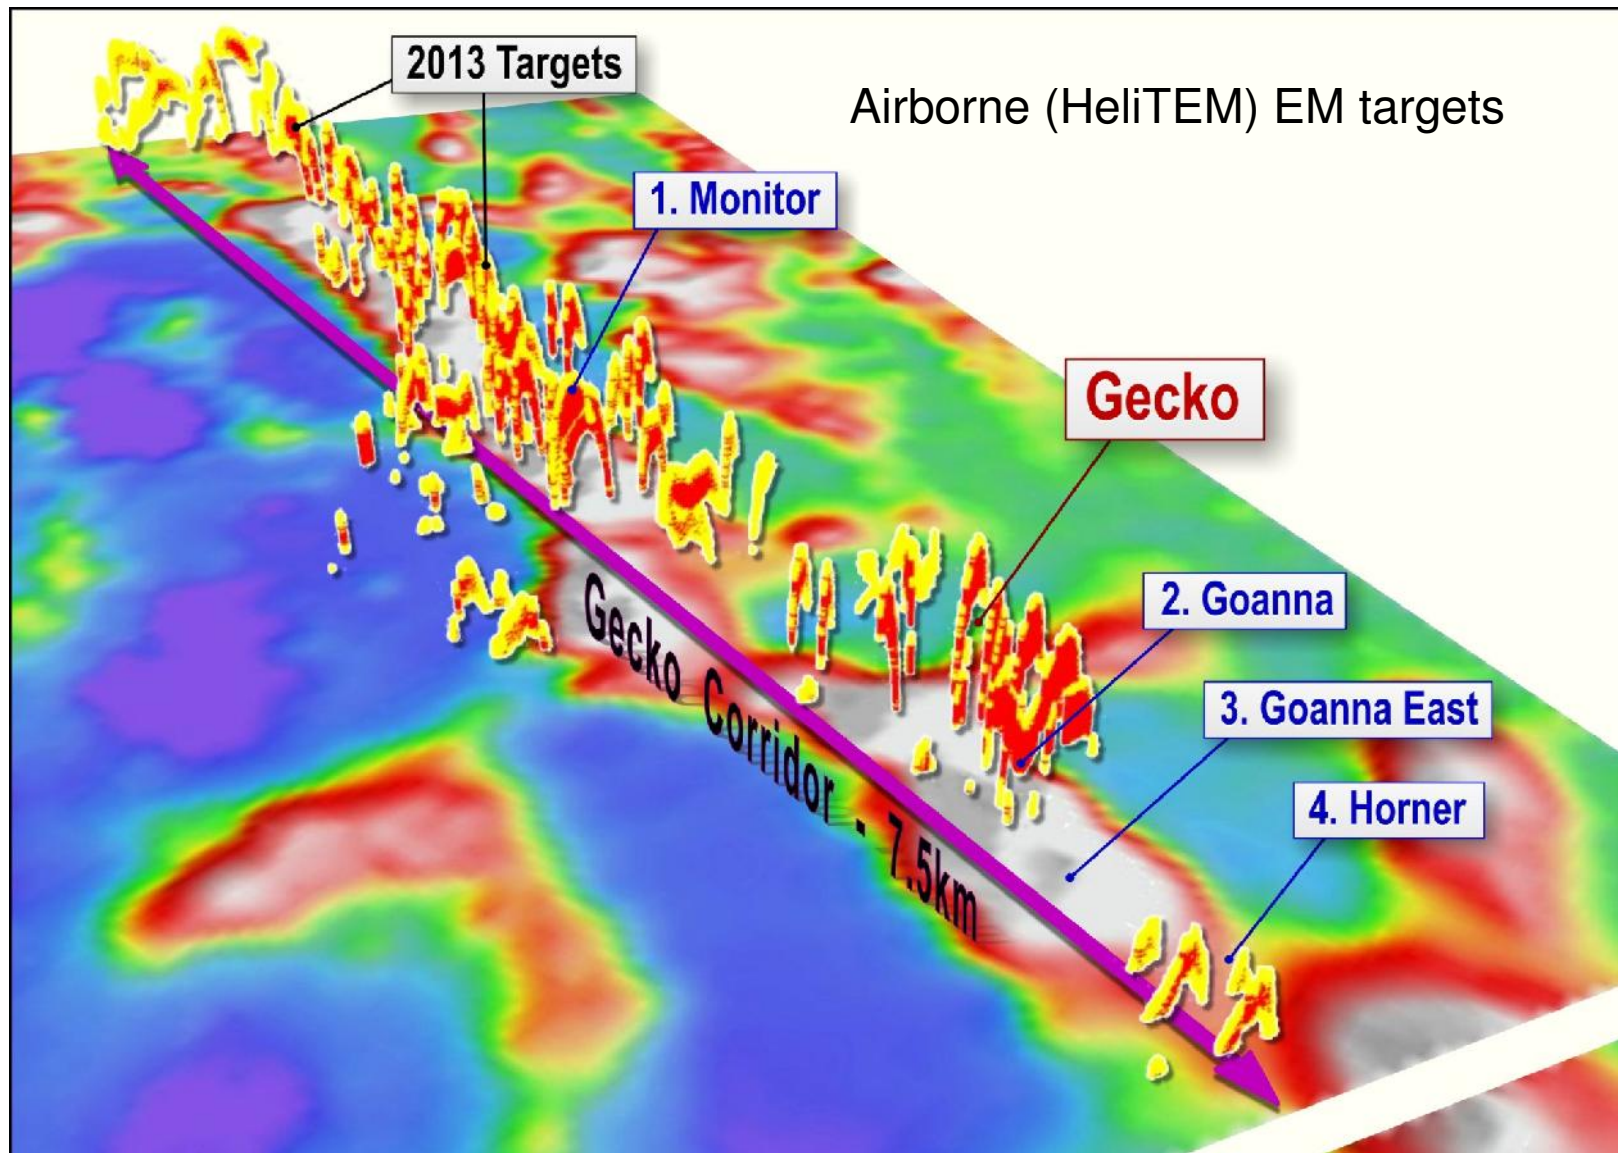 2013 Targets
Airborne (HeliTEM) EM targets
1. Monitor
Gecko
2. Goanna
Gecko Corridor - 7.5km
3. Goanna East
4. Horner